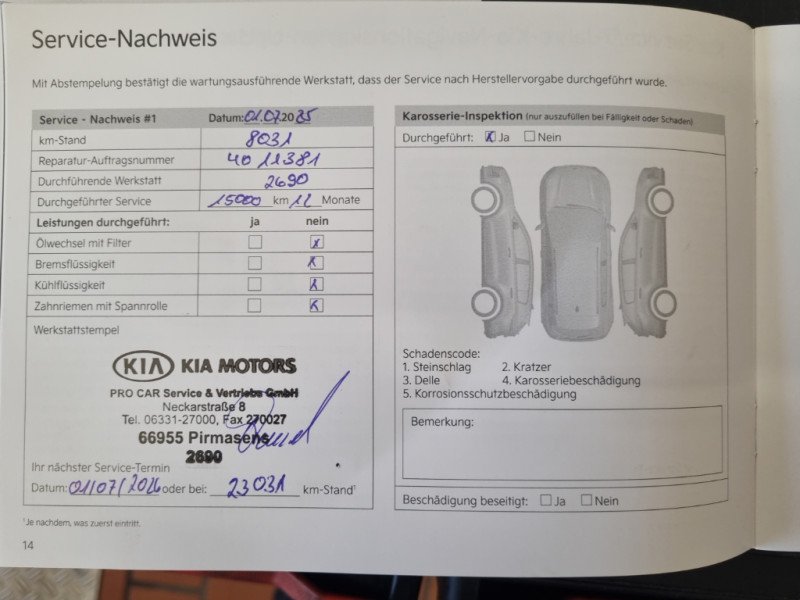 Service-Nachweis
Mit Abstempelung bestätigt die wartungsausführende Werkstatt, dass der Service nach Herstellervorgabe durchgeführt wurde.
Service - Nachweis #1 Datum: 01.07.2025
km-Stand 8031
Reparatur-Auftragsnummer 4011381
Durchführende Werkstatt 2690
Durchgeführter Service 15000 km 12 Monate
Leistungen durchgeführt: ja nein
Ölwechsel mit Filter x
Bremsflüssigkeit x
Kühlflüssigkeit x
Zahnriemen mit Spannrolle x
Werkstattstempel
KIA KIA MOTORS
PRO CAR Service & Vertriebs GmbH
Neckarstraße 8
Tel. 06331-27000, Fax 270027
66955 Pirmasens
2690
Ihr nächster Service-Termin
Datum: 01/07/2026 oder bei: 23031 km-Stand¹
¹Je nachdem, was zuerst eintritt.
14
Karosserie-Inspektion (nur auszufüllen bei Fälligkeit oder Schaden)
Durchgeführt: x Ja Nein
Schadenscode:
1. Steinschlag 2. Kratzer
3. Delle 4. Karosseriebeschädigung
5. Korrosionsschutzbeschädigung
Bemerkung:
Beschädigung beseitigt: Ja Nein